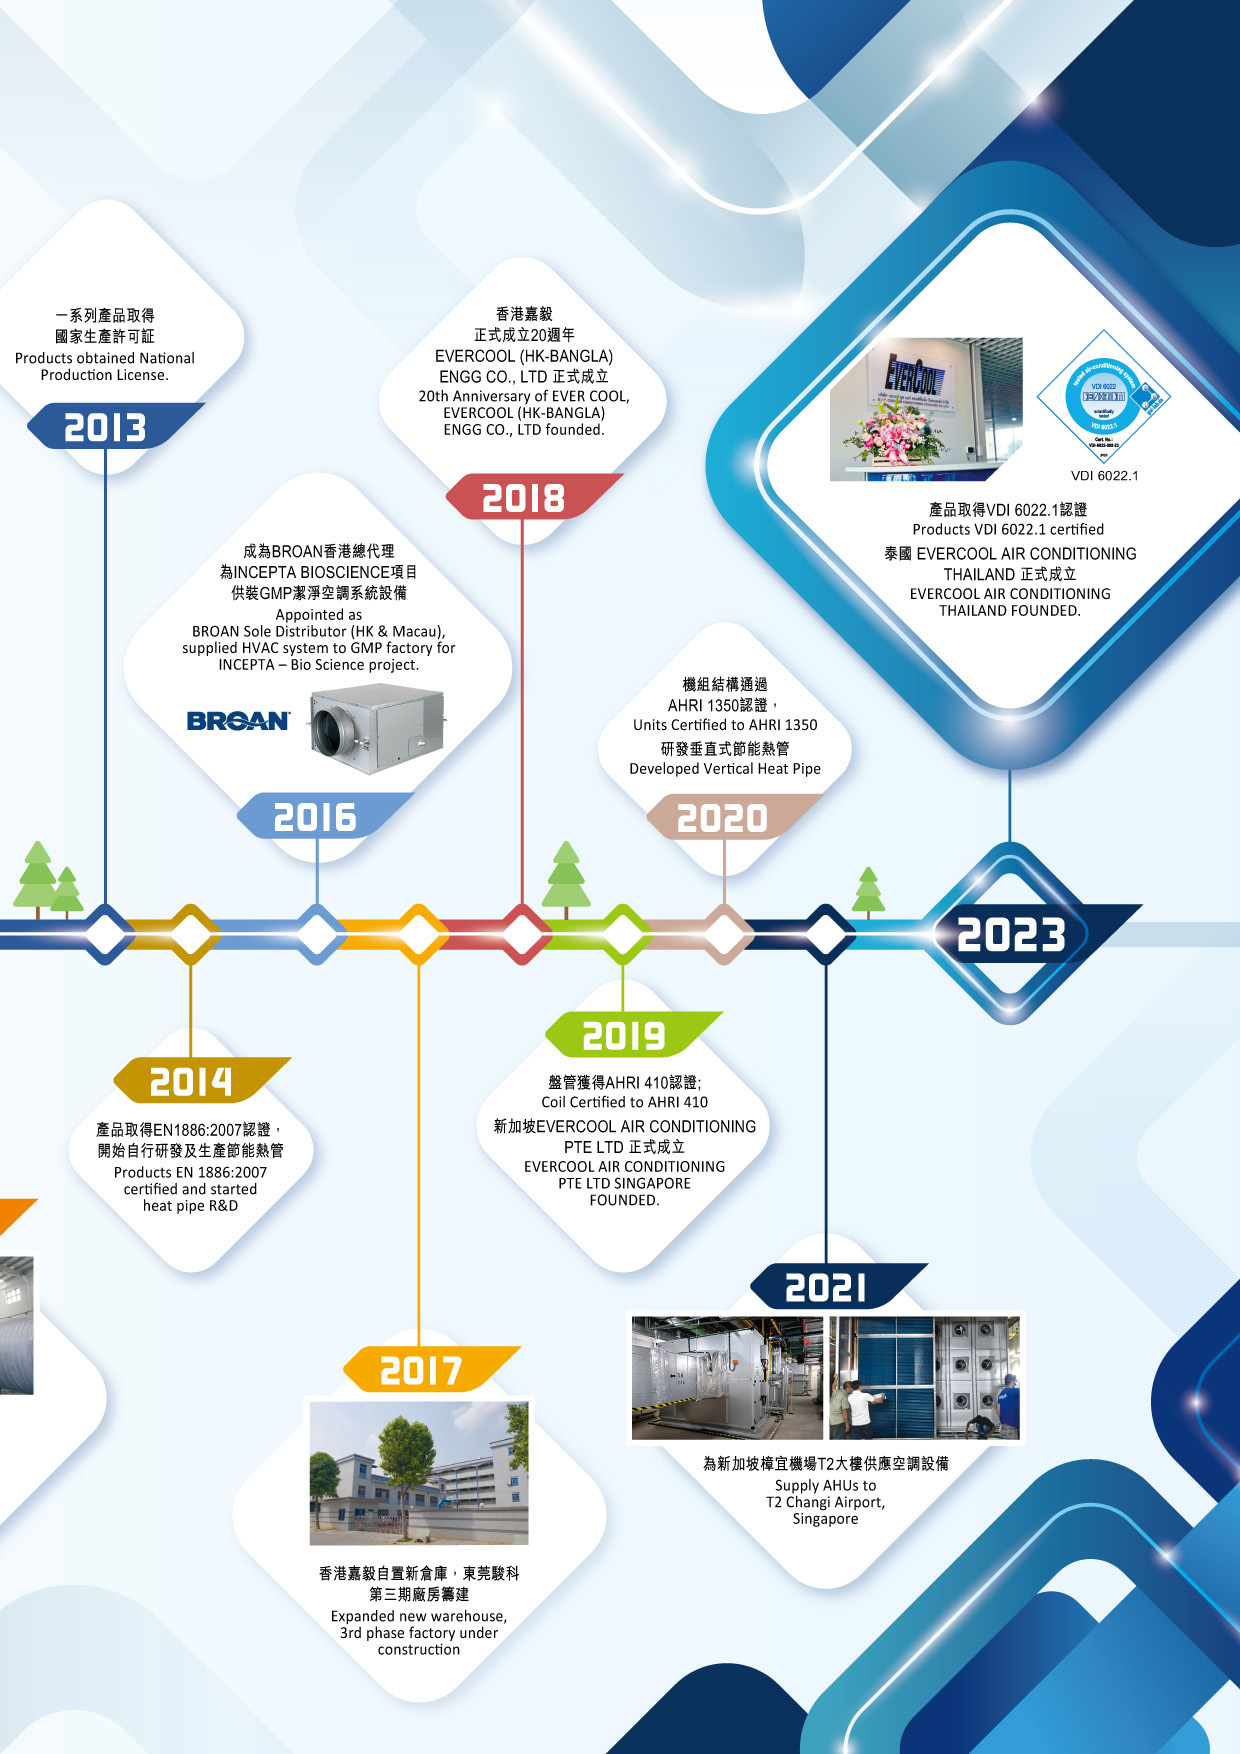 一系列產品取得
國家生產許可証
Products obtained National
Production License.
2013
成為BROAN香港總代理
為INCEPTA BIOSCIENCE項目
供裝GMP潔淨空調系統設備
Appointed as
BROAN Sole Distributor (HK & Macau),
supplied HVAC system to GMP factory for
INCEPTA – Bio Science project.
BROAN
2016
香港嘉毅
正式成立20週年
EVERCOOL (HK-BANGLA)
ENGG CO., LTD 正式成立
20th Anniversary of EVER COOL,
EVERCOOL (HK-BANGLA)
ENGG CO., LTD founded.
2018
機組結構通過
AHRI 1350認證，
Units Certified to AHRI 1350
研發垂直式節能熱管
Developed Vertical Heat Pipe
2020
EVERCOOL
tested air-conditioning system
VDI 6022
scientifically
tested
VDI 6022.1
Cert. No.:
VDI 6022.1
產品取得VDI 6022.1認證
Products VDI 6022.1 certified
泰國 EVERCOOL AIR CONDITIONING
THAILAND 正式成立
EVERCOOL AIR CONDITIONING
THAILAND FOUNDED.
2023
2014
產品取得EN1886:2007認證，
開始自行研發及生產節能熱管
Products EN 1886:2007
certified and started
heat pipe R&D
2017
香港嘉毅自置新倉庫，東莞駿科
第三期廠房籌建
Expanded new warehouse,
3rd phase factory under
construction
2019
盤管獲得AHRI 410認證;
Coil Certified to AHRI 410
新加坡EVERCOOL AIR CONDITIONING
PTE LTD 正式成立
EVERCOOL AIR CONDITIONING
PTE LTD SINGAPORE
FOUNDED.
2021
為新加坡樟宜機場T2大樓供應空調設備
Supply AHUs to
T2 Changi Airport,
Singapore